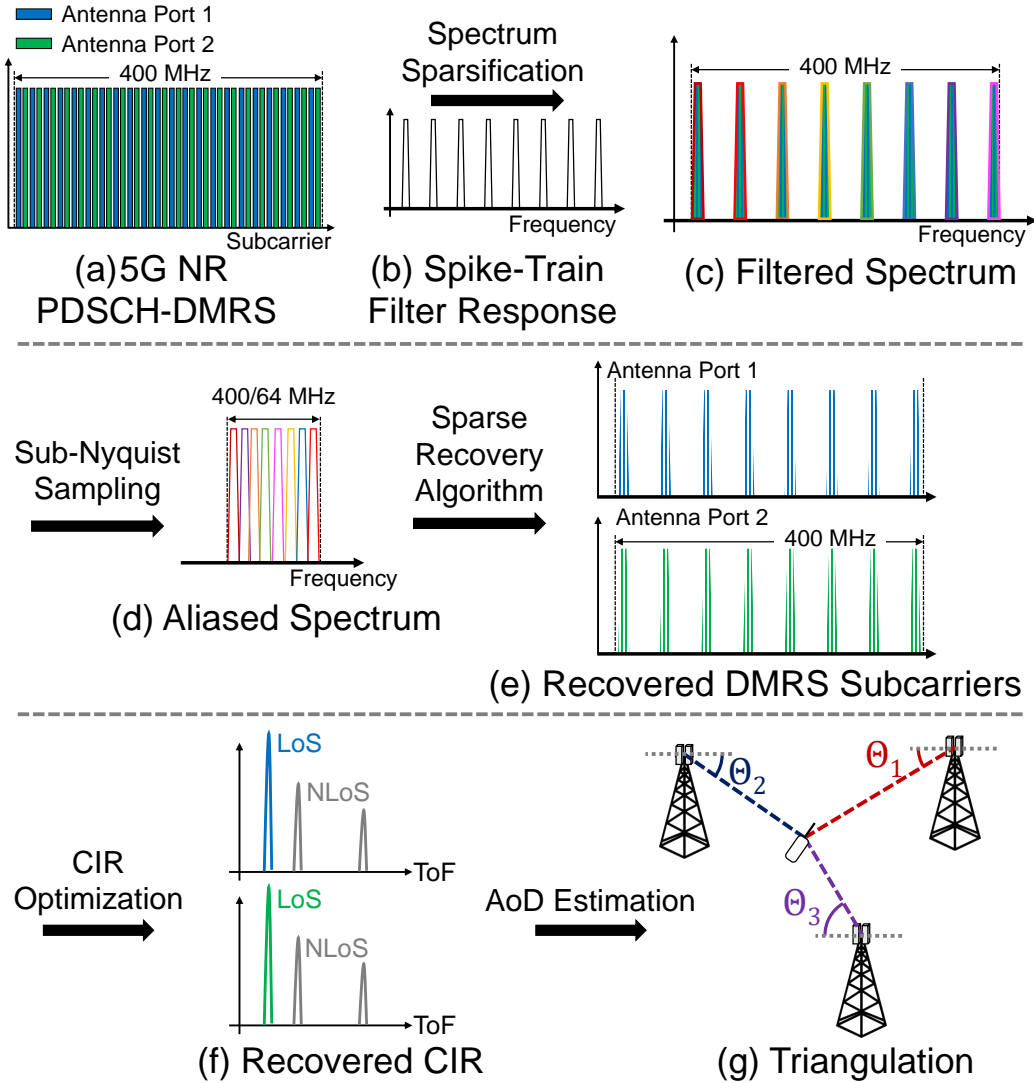 Antenna Port 1
Antenna Port 2
400 MHz
Subcarrier
(a)5G NR
PDSCH-DMRS
Spectrum
Sparsification
Frequency
(b) Spike-Train
Filter Response
400 MHz
Frequency
(c) Filtered Spectrum
Sub-Nyquist
Sampling
400/64 MHz
Frequency
(d) Aliased Spectrum
Sparse
Recovery
Algorithm
Antenna Port 1
Antenna Port 2
400 MHz
(e) Recovered DMRS Subcarriers
CIR
Optimization
LoS
NLoS
ToF
LoS
NLoS
ToF
(f) Recovered CIR
AoD Estimation
Θ2
Θ1
Θ3
(g) Triangulation